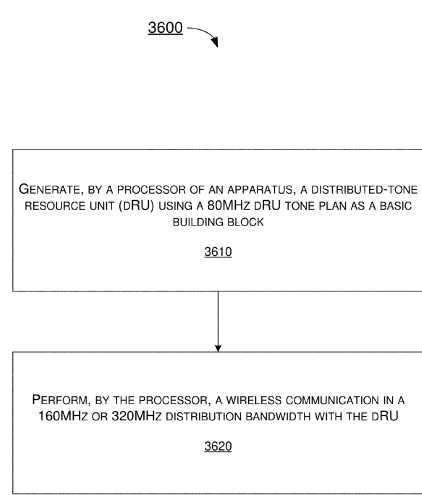 3600
GENERATE, BY A PROCESSOR OF AN APPARATUS, A DISTRIBUTED-TONE
RESOURCE UNIT (DRU) USING A 80MHZ DRU TONE PLAN AS A BASIC
BUILDING BLOCK
3610
PERFORM, BY THE PROCESSOR, A WIRELESS COMMUNICATION IN A
160MHZ OR 320MHZ DISTRIBUTION BANDWIDTH WITH THE DRU
3620